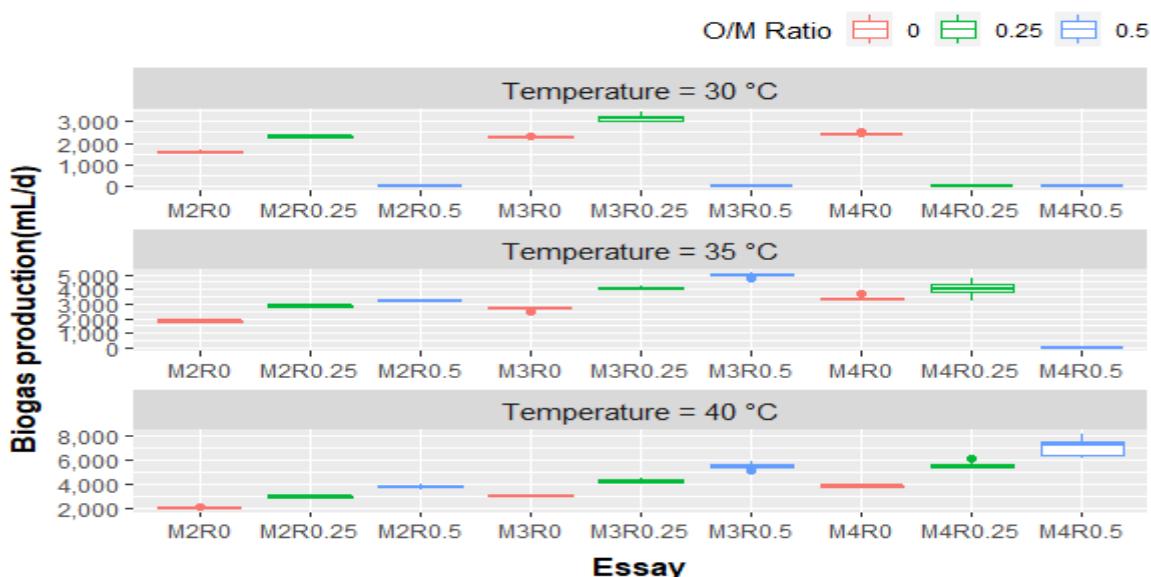 O/M Ratio 0 0.25 0.5
Temperature = 30 °C
3,000
2,000
1,000
0
M2R0 M2R0.25 M2R0.5 M3R0 M3R0.25 M3R0.5 M4R0 M4R0.25 M4R0.5
Temperature = 35 °C
5,000
4,000
3,000
2,000
1,000
0
M2R0 M2R0.25 M2R0.5 M3R0 M3R0.25 M3R0.5 M4R0 M4R0.25 M4R0.5
Temperature = 40 °C
8,000
6,000
4,000
2,000
M2R0 M2R0.25 M2R0.5 M3R0 M3R0.25 M3R0.5 M4R0 M4R0.25 M4R0.5
Biogas production(mL/d)
Essay